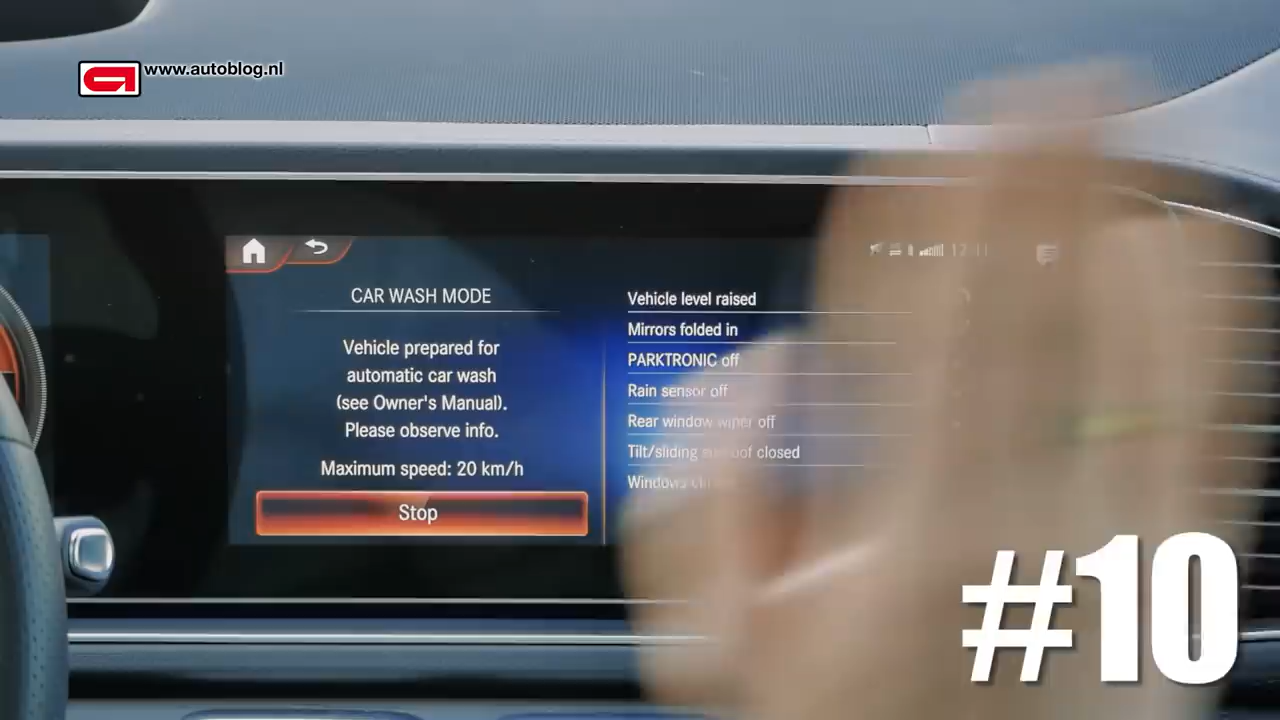 www.autoblog.nl
CAR WASH MODE
Vehicle prepared for
automatic car wash
(see Owner's Manual).
Please observe info.
Maximum speed: 20 km/h
Stop
Vehicle level raised
Mirrors folded in
PARKTRONIC off
Rain sensor off
Rear window wiper off
Tilt/sliding sunroof closed
Windows
#10